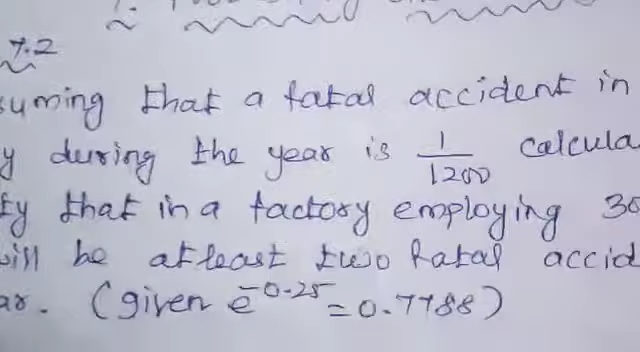 7.2
suming that a fatal accident in
y during the year is 1/1200 calcula
ty that in a factory employing 30
will be atleast two fatal accid
ar. (given e^-0.25 = 0.7788)